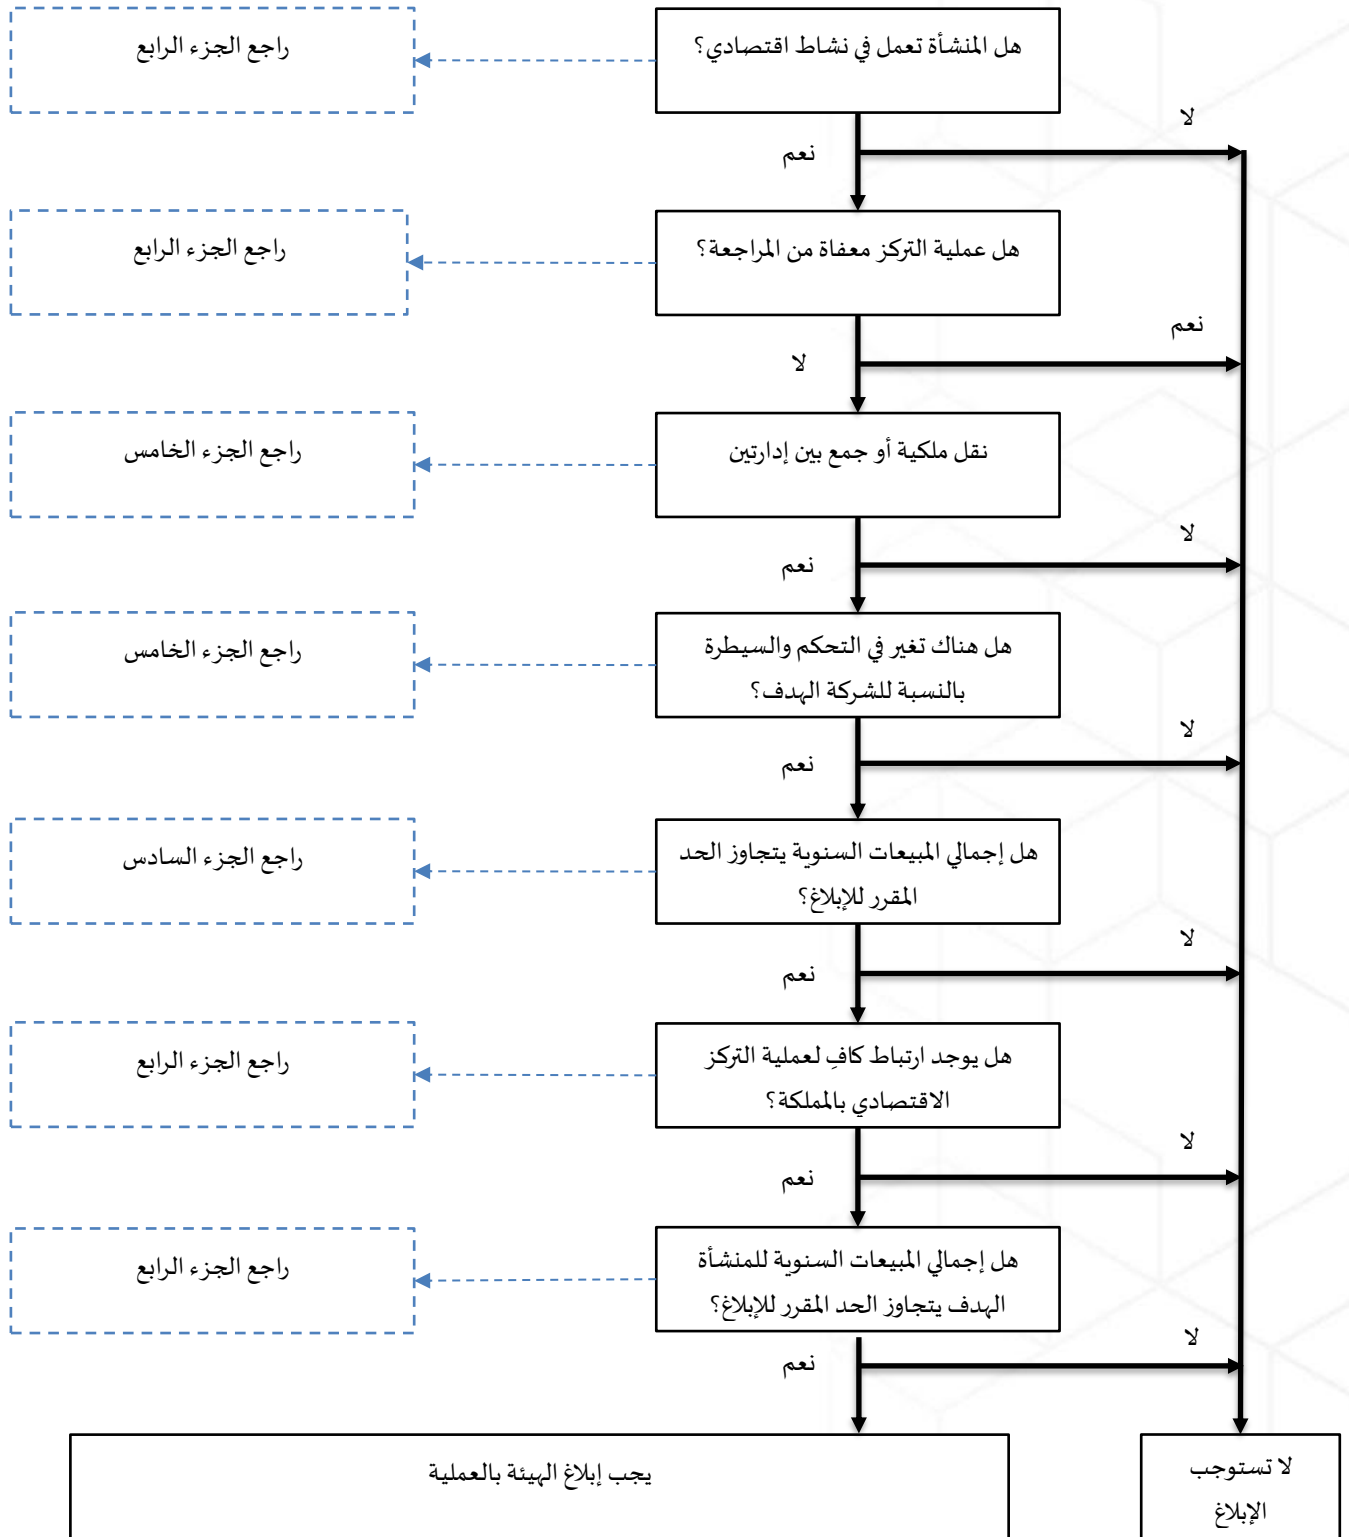 هل المنشأة تعمل في نشاط اقتصادي؟
راجع الجزء الرابع
لا
نعم
هل عملية التركز معفاة من المراجعة؟
راجع الجزء الرابع
نعم
لا
نقل ملكية أو جمع بين إدارتين
راجع الجزء الخامس
لا
نعم
هل هناك تغير في التحكم والسيطرة
بالنسبة للشركة الهدف؟
راجع الجزء الخامس
لا
نعم
هل إجمالي المبيعات السنوية يتجاوز الحد
المقرر للإبلاغ؟
راجع الجزء السادس
لا
نعم
هل يوجد ارتباط كافِ لعملية التركز
الاقتصادي بالمملكة؟
راجع الجزء الرابع
لا
نعم
هل إجمالي المبيعات السنوية للمنشأة
الهدف يتجاوز الحد المقرر للإبلاغ؟
راجع الجزء الرابع
لا
نعم
لا تستوجب
الإبلاغ
يجب إبلاغ الهيئة بالعملية